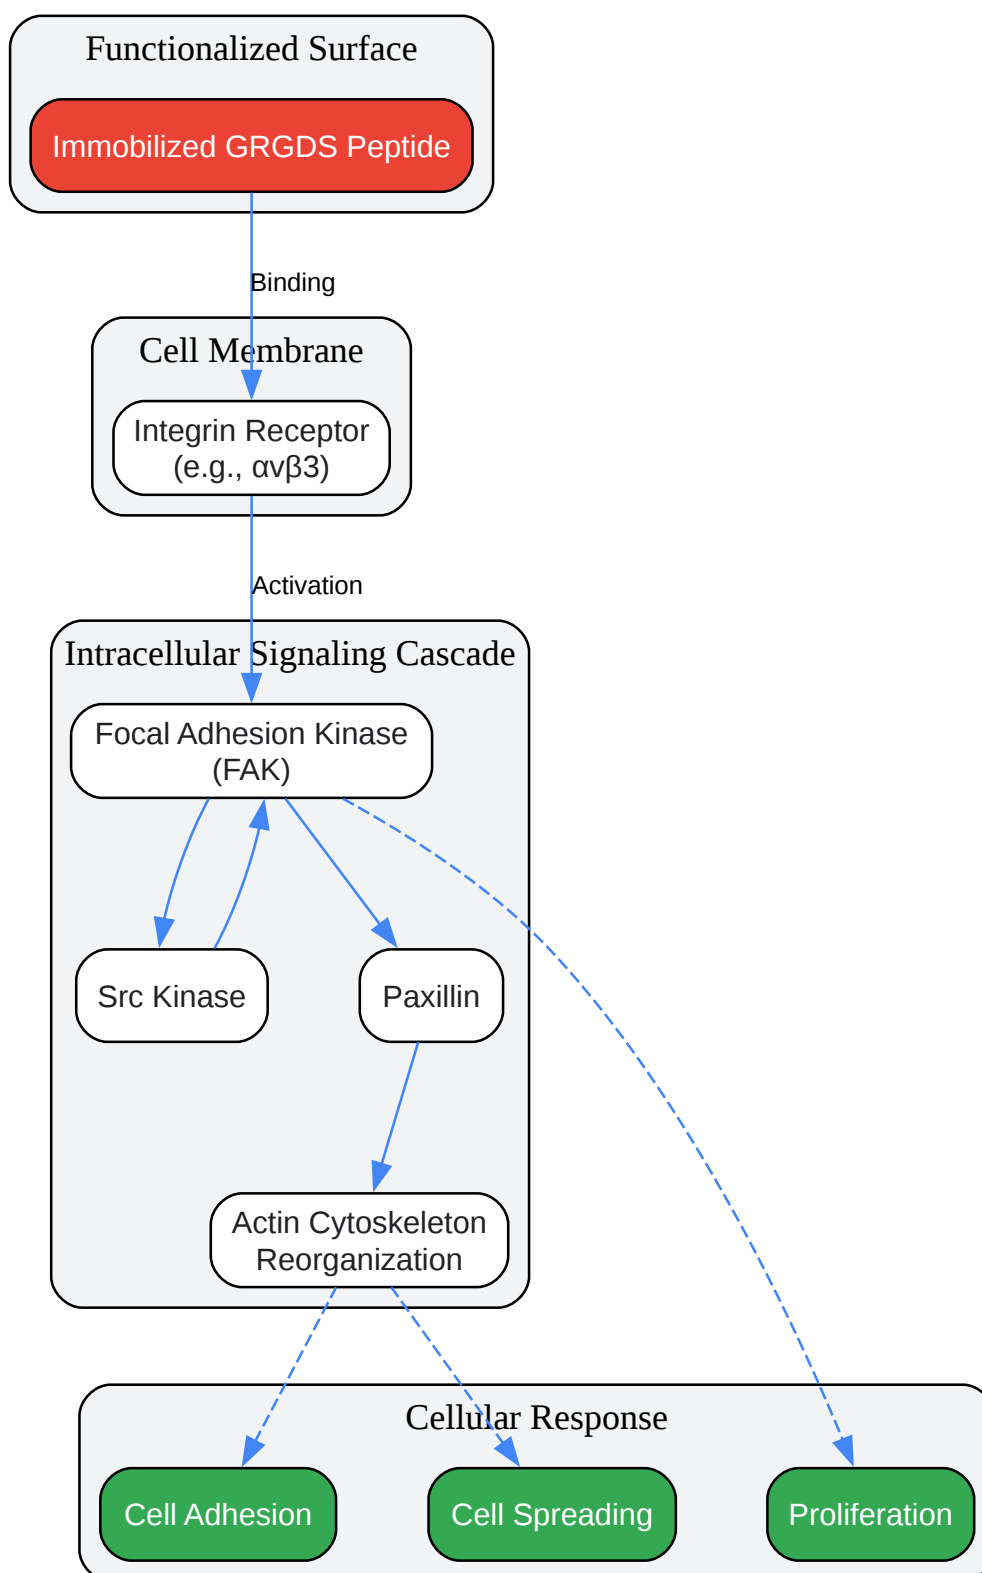 Functionalized Surface
Immobilized GRGDS Peptide
Binding
Cell Membrane
Integrin Receptor
(e.g., αvβ3)
Activation
Intracellular Signaling Cascade
Focal Adhesion Kinase
(FAK)
Src Kinase
Paxillin
Actin Cytoskeleton
Reorganization
Cellular Response
Cell Adhesion
Cell Spreading
Proliferation